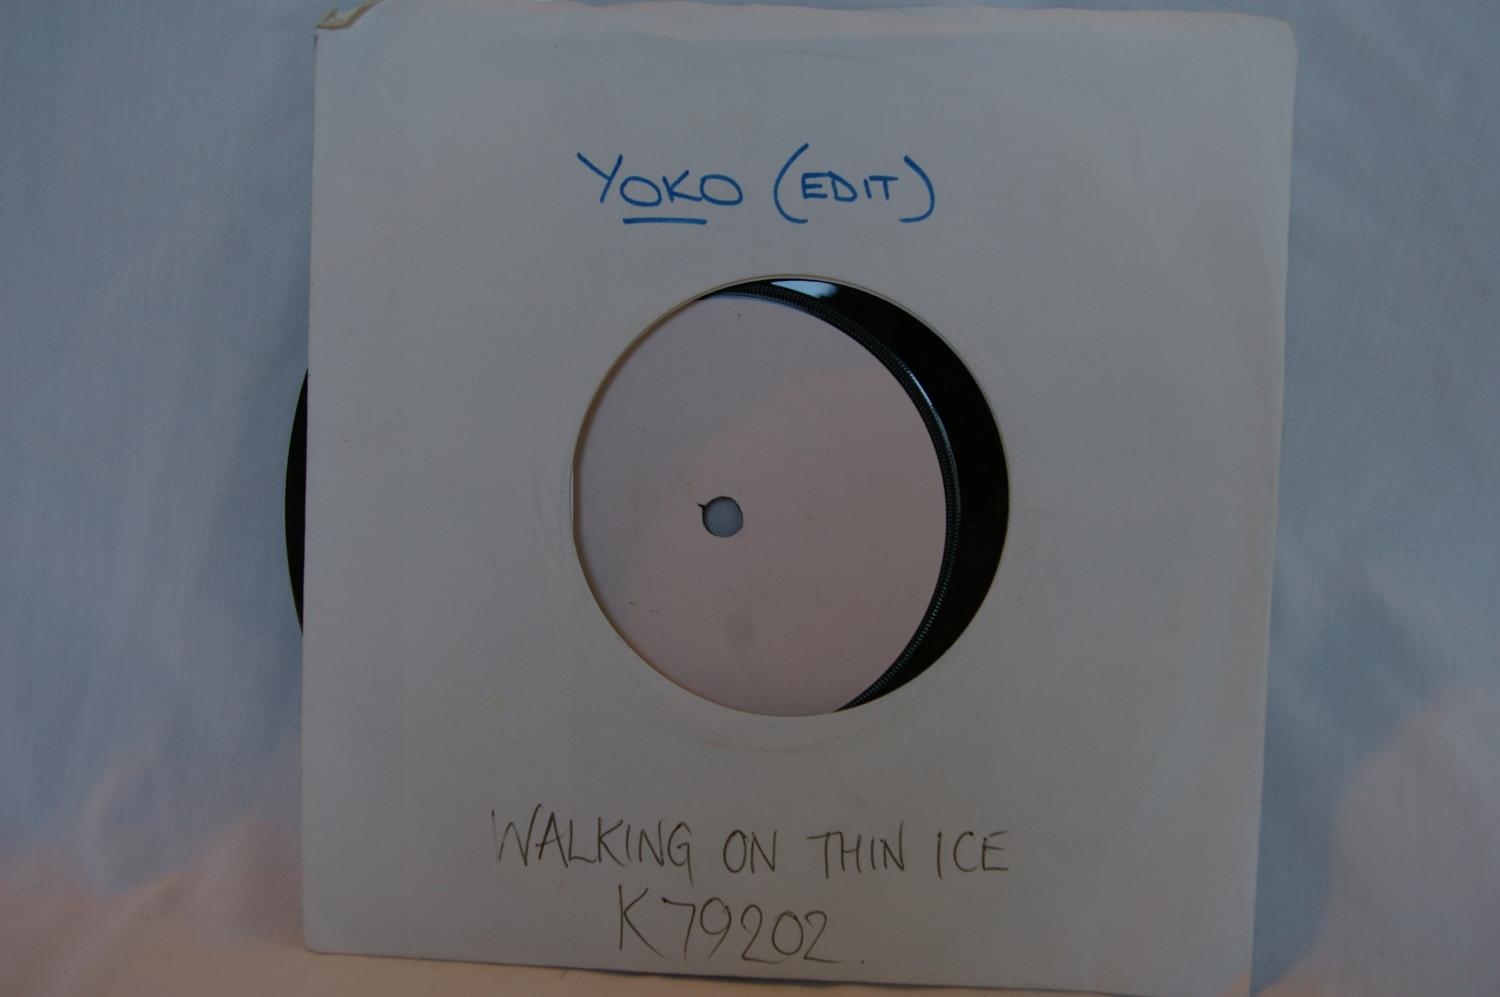 YOKO (EDIT)
WALKING ON THIN ICE
K79202.